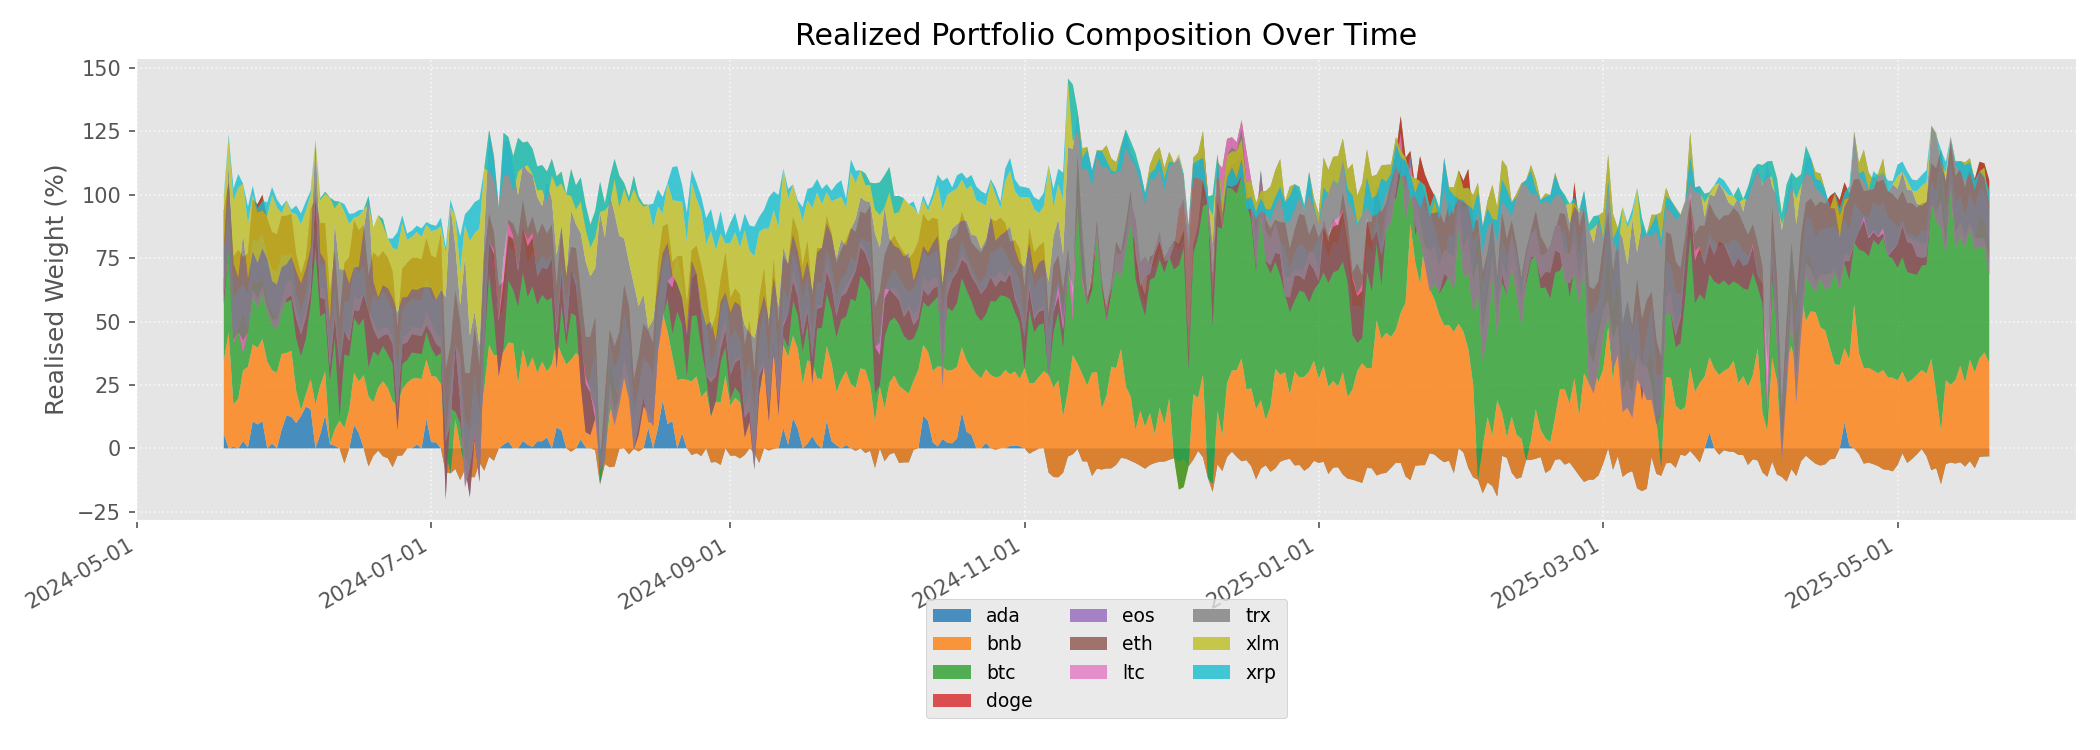 Realized Portfolio Composition Over Time
Realised Weight (%)
150
125
100
75
50
25
0
−25
2024-05-01
2024-07-01
2024-09-01
2024-11-01
2025-01-01
2025-03-01
2025-05-01
ada
bnb
btc
doge
eos
eth
ltc
trx
xlm
xrp